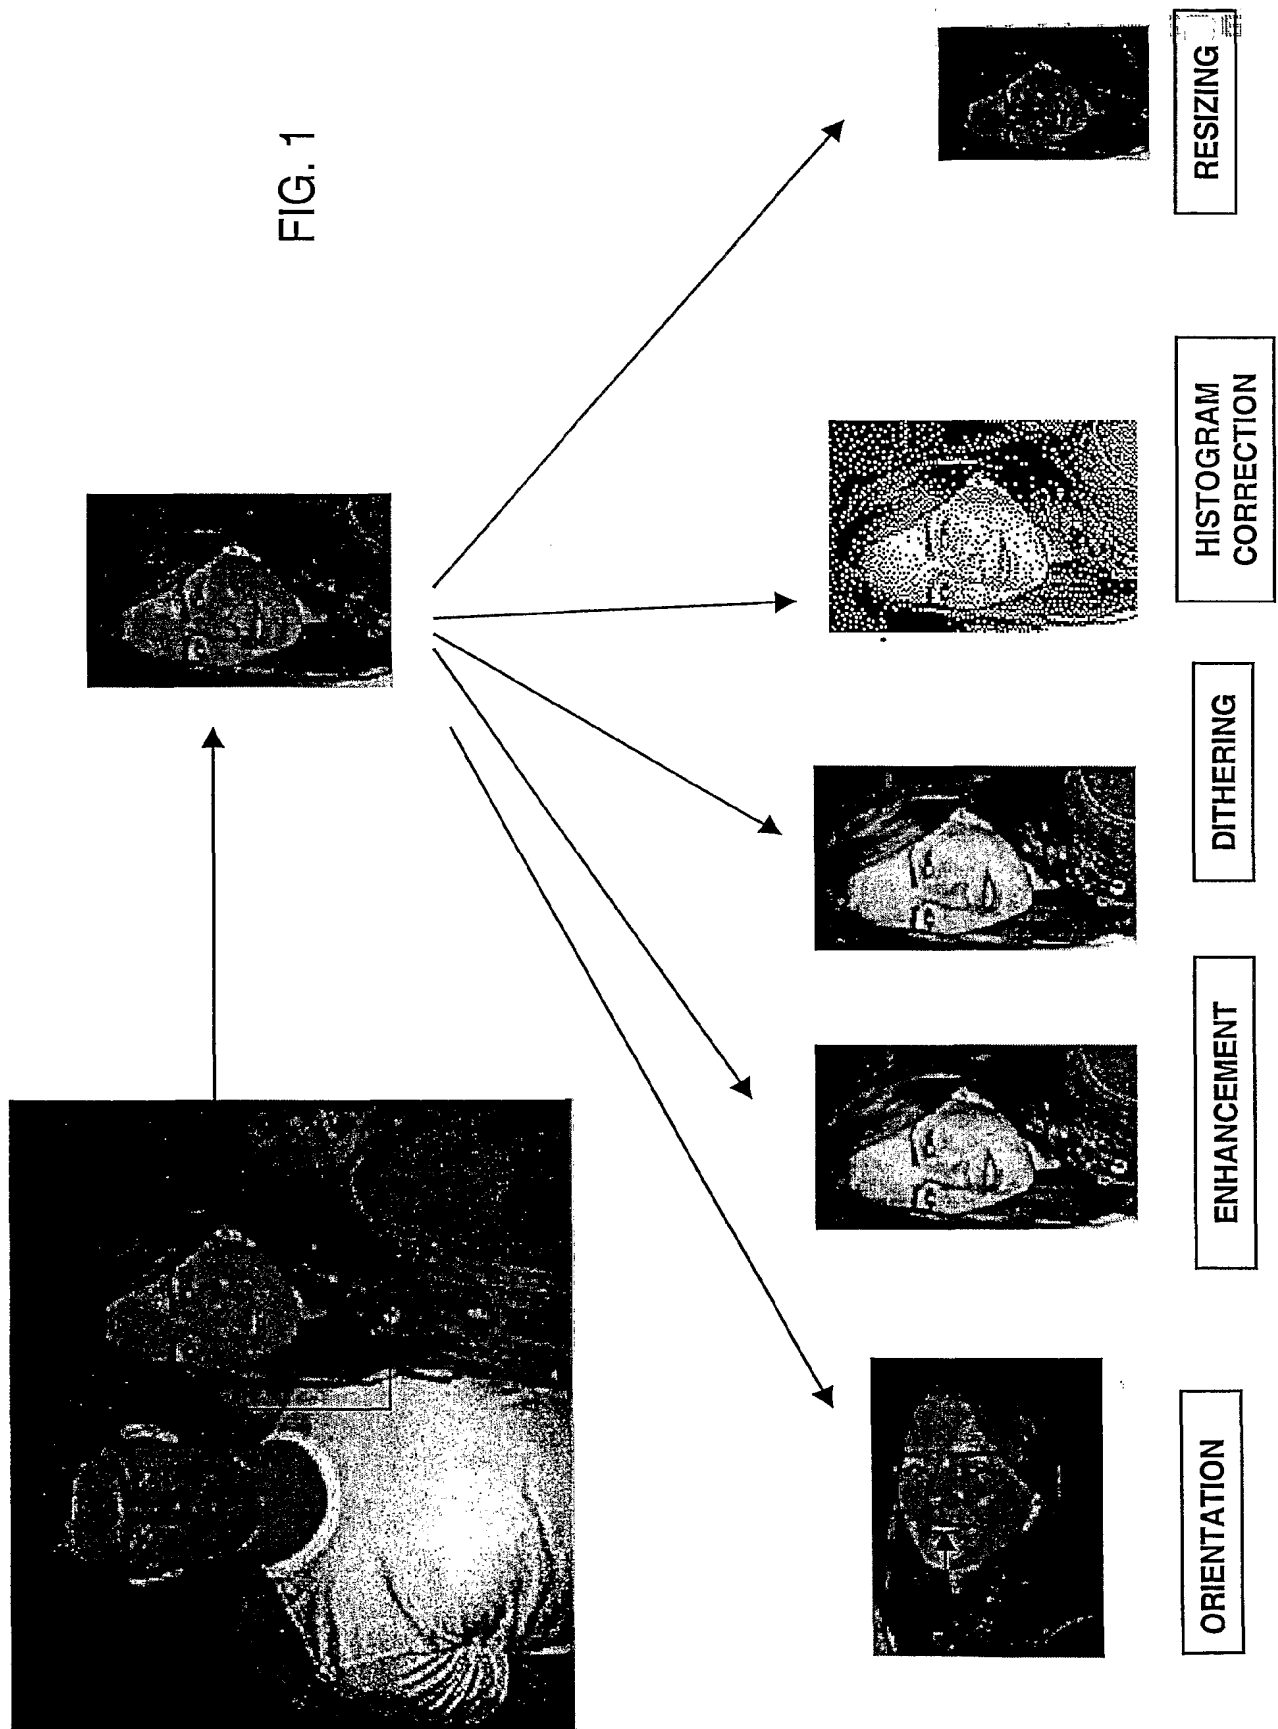 FIG. 1
ORIENTATION
ENHANCEMENT
DITHERING
HISTOGRAM
CORRECTION
RESIZING